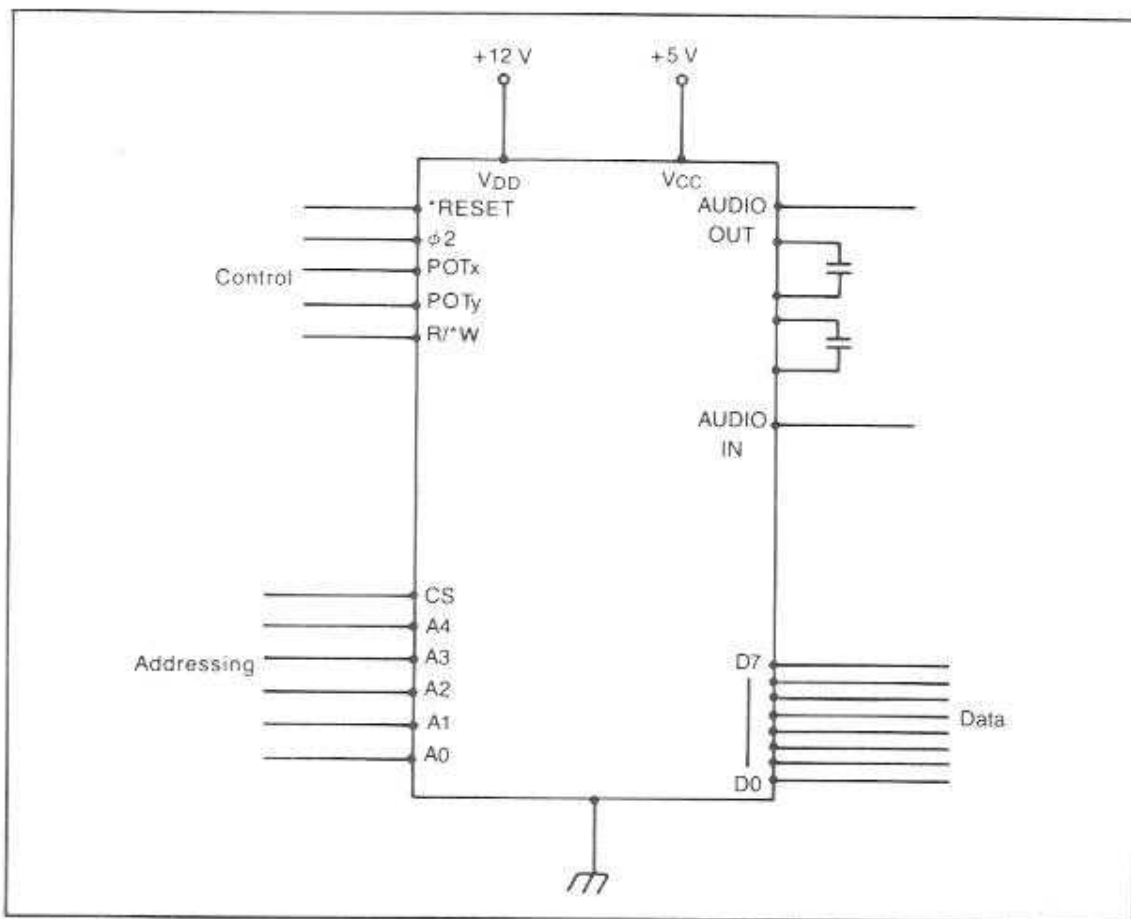 +12 V
+5 V
VDD
VCC
*RESET
φ2
POTx
POTy
R/*W
Control
AUDIO
OUT
AUDIO
IN
CS
A4
A3
A2
A1
A0
Addressing
D7
D0
Data